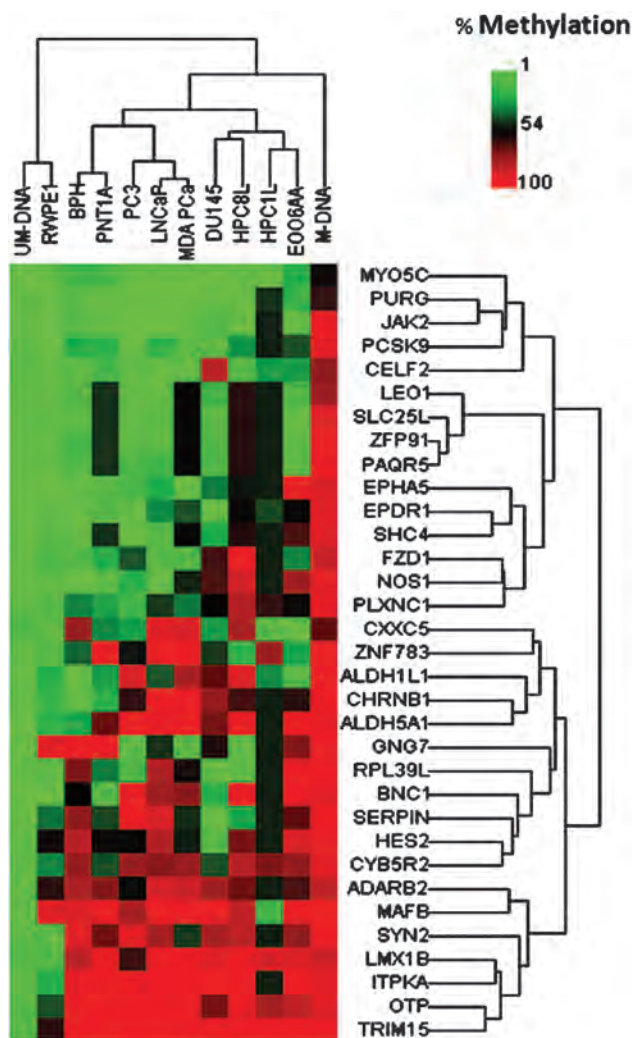 % Methylation
1
54
100
UM-DNA
RWPE1
BPH
PNT1A
PC3
LNCaP
MDA PCa
DU145
HPC8L
HPC1L
E006AA
M-DNA
MYO5C
PURG
JAK2
PCSK9
CELF2
LEO1
SLC25L
ZFP91
PAQR5
EPHA5
EPDR1
SHC4
FZD1
NOS1
PLXNC1
CXXC5
ZNF783
ALDH1L1
CHRNB1
ALDH5A1
GNG7
RPL39L
BNC1
SERPIN
HES2
CYB5R2
ADARB2
MAFB
SYN2
LMX1B
ITPKA
OTP
TRIM15